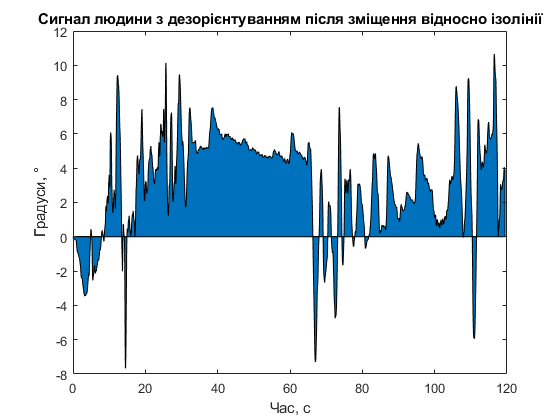 Сигнал людини з дезорієнтуванням після зміщення відносно ізолінії
12
10
8
6
4
2
0
-2
-4
-6
-8
Градуси, °
0 20 40 60 80 100 120
Час, с